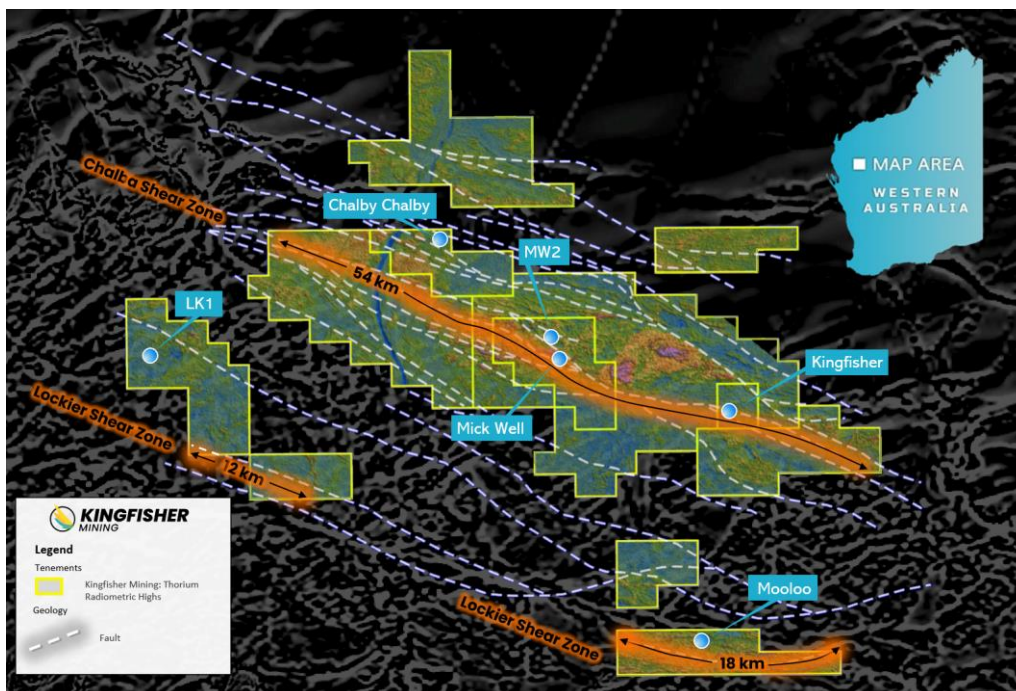 MAP AREA
WESTERN
AUSTRALIA
Chalba Shear Zone
Chalby Chalby
MW2
54 km
LK1
Kingfisher
Mick Well
Lockier Shear Zone
12 km
KINGFISHER
MINING
Legend
Tenements
Kingfisher Mining: Thorium
Radiometric Highs
Geology
Fault
Mooloo
Lockier Shear Zone
18 km